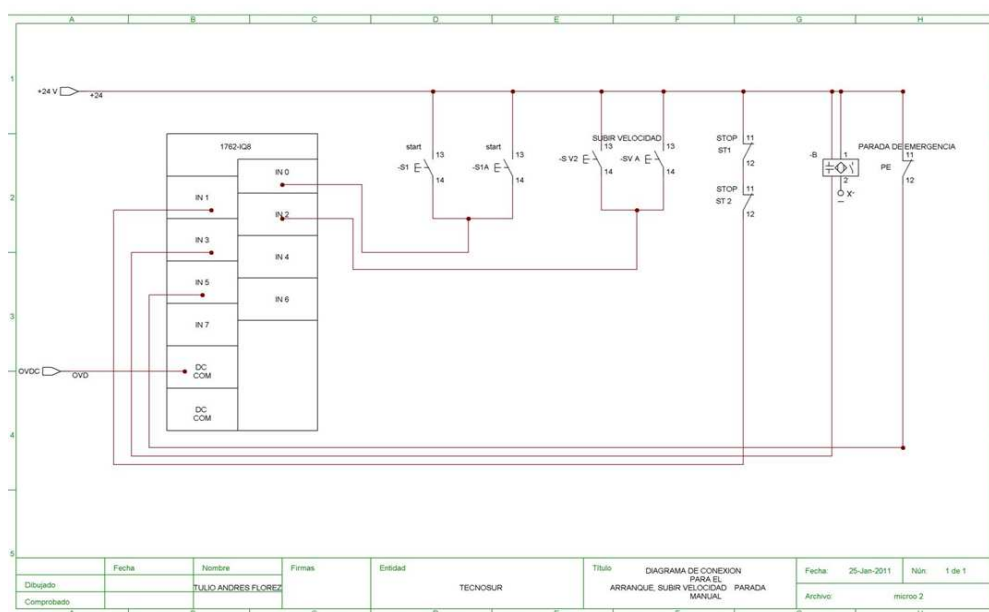 A B C D E F G H
1
2
3
4
5
+24 V
+24
1762-IQ8
IN 0
IN 1
IN 2
IN 3
IN 4
IN 5
IN 6
IN 7
DC
COM
DC
COM
OVDC
OVD
start
-S1
13
14
start
-S1A
13
14
SUBIR VELOCIDAD
-S V2
13
14
-SV A
13
14
STOP
ST1
11
12
STOP
ST 2
11
12
-B
1
2
X'
PARADA DE EMERGENCIA
PE
11
12
Fecha
Nombre
Firmas
Entidad
Título
Dibujado
TULIO ANDRES FLOREZ
Comprobado
TECNOSUR
DIAGRAMA DE CONEXION
PARA EL
ARRANQUE, SUBIR VELOCIDAD PARADA
MANUAL
Fecha: 25-Jan-2011
Núm 1 de 1
Archivo: microo 2